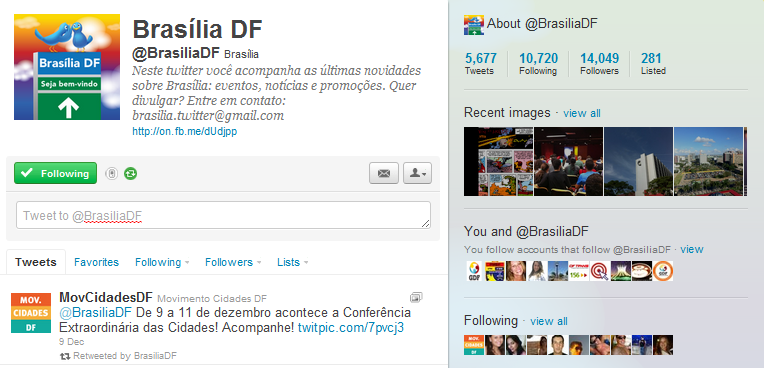 Brasília DF
Seja bem-vindo
Brasília DF
@BrasiliaDF Brasília
Neste twitter você acompanha as últimas novidades
sobre Brasília: eventos, notícias e promoções. Quer
divulgar? Entre em contato:
brasilia.twitter@gmail.com
http://on.fb.me/dUdjpp
Following
Tweet to @BrasiliaDF
Tweets Favorites Following Followers Lists
MOV.
CIDADES
DF
MovCidadesDF Movimento Cidades DF
@BrasiliaDF De 9 a 11 de dezembro acontece a Conferência
Extraordinária das Cidades! Acompanhe! twitpic.com/7pvcj3
9 Dec
Retweeted by BrasiliaDF
About @BrasiliaDF
5,677 10,720 14,049 281
Tweets Following Followers Listed
Recent images · view all
You and @BrasiliaDF
You follow accounts that follow @BrasiliaDF · view
GDF
156
Following · view all
MOV.
CIDADES
DF